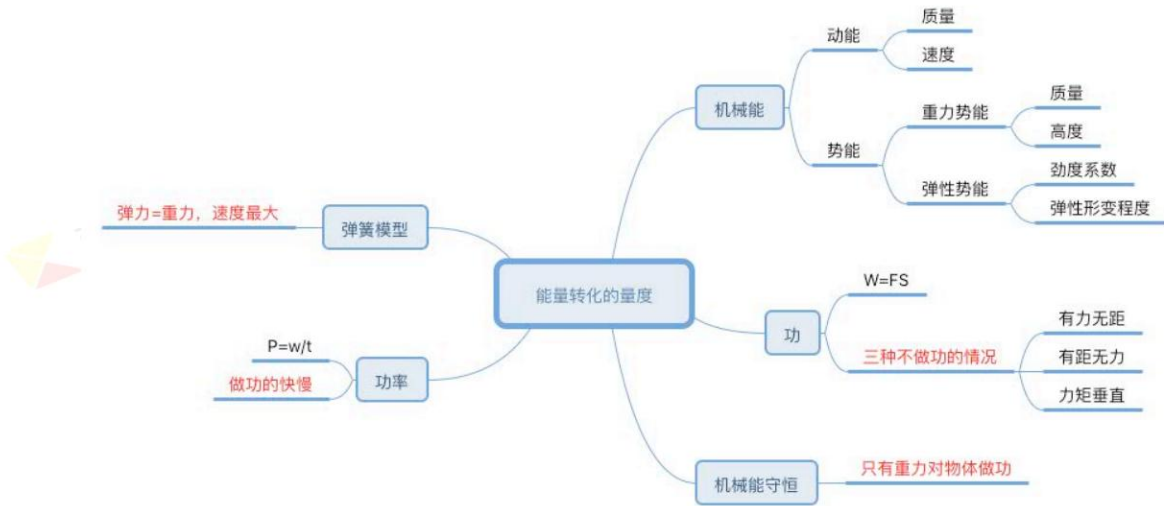 能量转化的量度
机械能
动能
质量
速度
势能
重力势能
质量
高度
弹性势能
劲度系数
弹性形变程度
功
W=FS
三种不做功的情况
有力无距
有距无力
力矩垂直
机械能守恒
只有重力对物体做功
弹簧模型
弹力=重力，速度最大
功率
P=w/t
做功的快慢